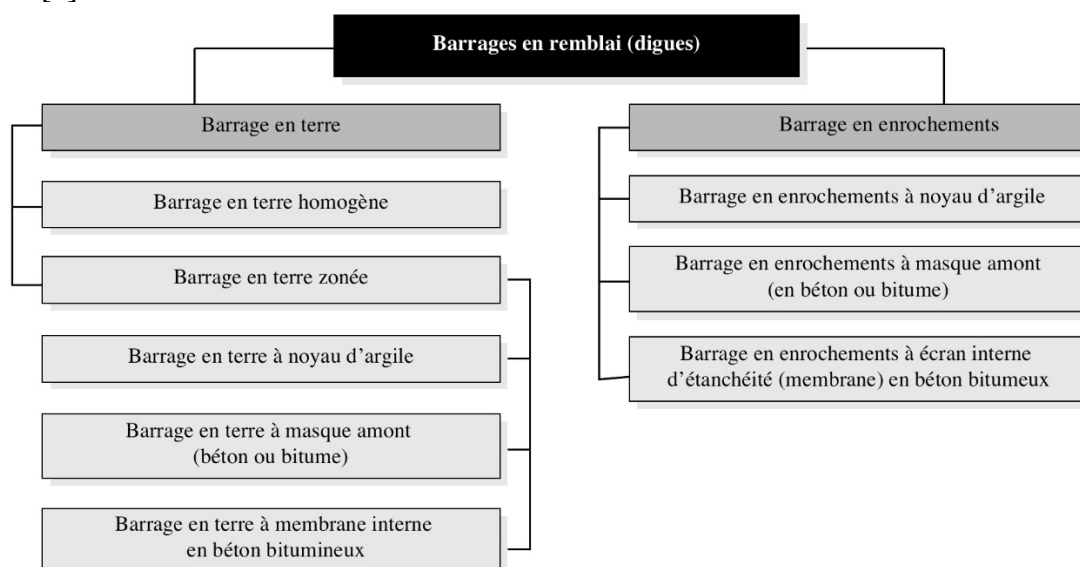 Barrages en remblai (digues)
Barrage en terre
Barrage en terre homogène
Barrage en terre zonée
Barrage en terre à noyau d'argile
Barrage en terre à masque amont
(béton ou bitume)
Barrage en terre à membrane interne
en béton bitumineux
Barrage en enrochements
Barrage en enrochements à noyau d'argile
Barrage en enrochements à masque amont
(en béton ou bitume)
Barrage en enrochements à écran interne
d'étanchéité (membrane) en béton bitumeux